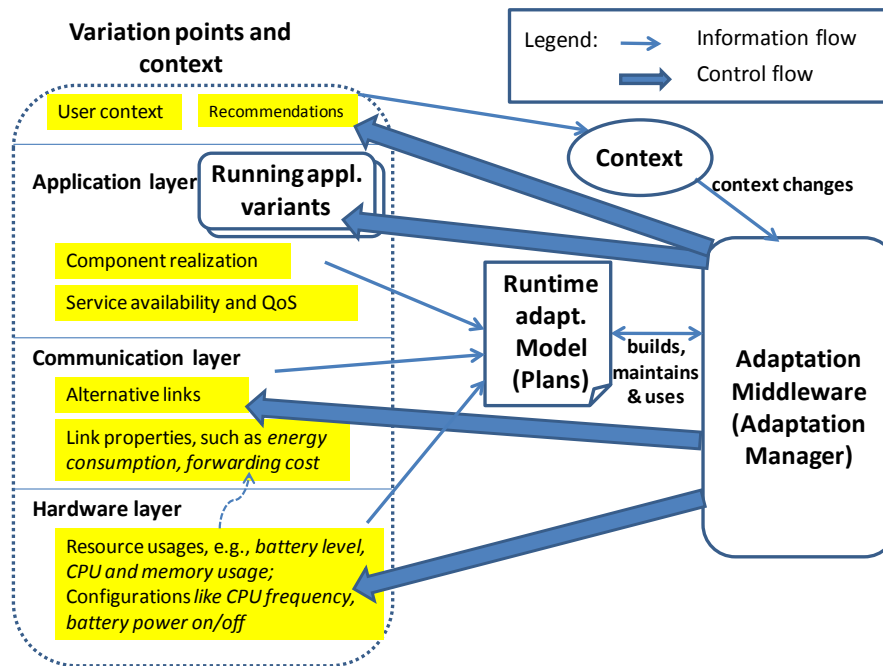 Variation points and
context
Legend:
Information flow
Control flow
User context
Recommendations
Context
context changes
Application layer
Running appl.
variants
Component realization
Service availability and QoS
Runtime
adapt.
Model
(Plans)
builds,
maintains
& uses
Adaptation
Middleware
(Adaptation
Manager)
Communication layer
Alternative links
Link properties, such as energy
consumption, forwarding cost
Hardware layer
Resource usages, e.g., battery level,
CPU and memory usage;
Configurations like CPU frequency,
battery power on/off